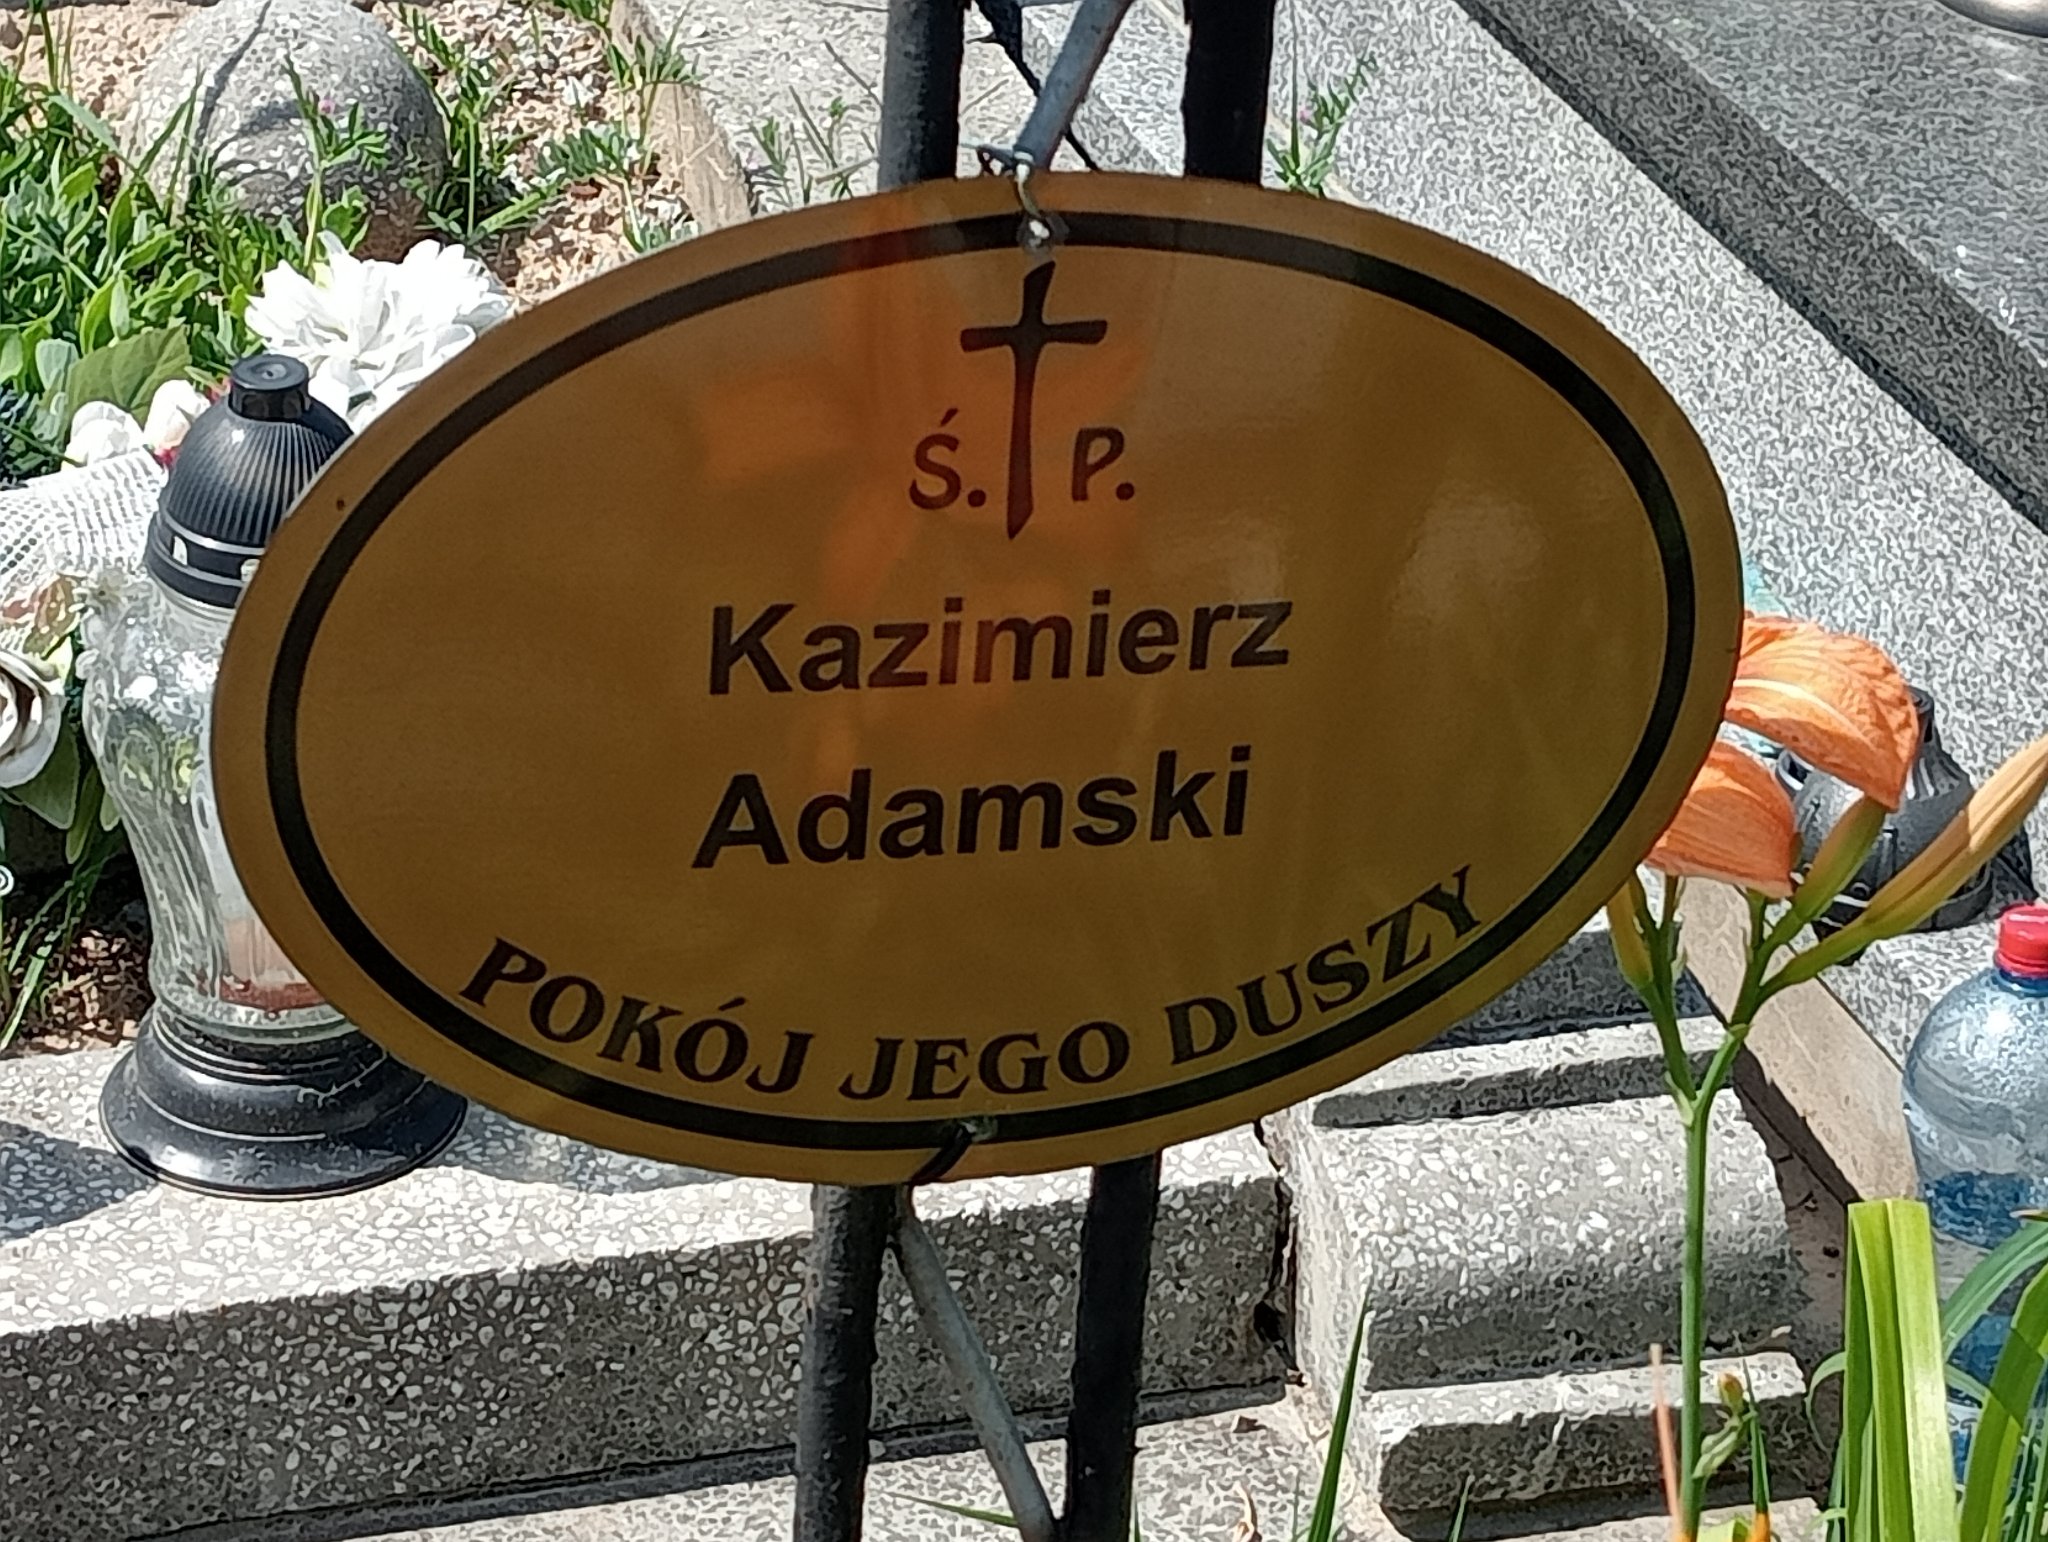 Ś. P.
Kazimierz
Adamski
POKÓJ JEGO DUSZY